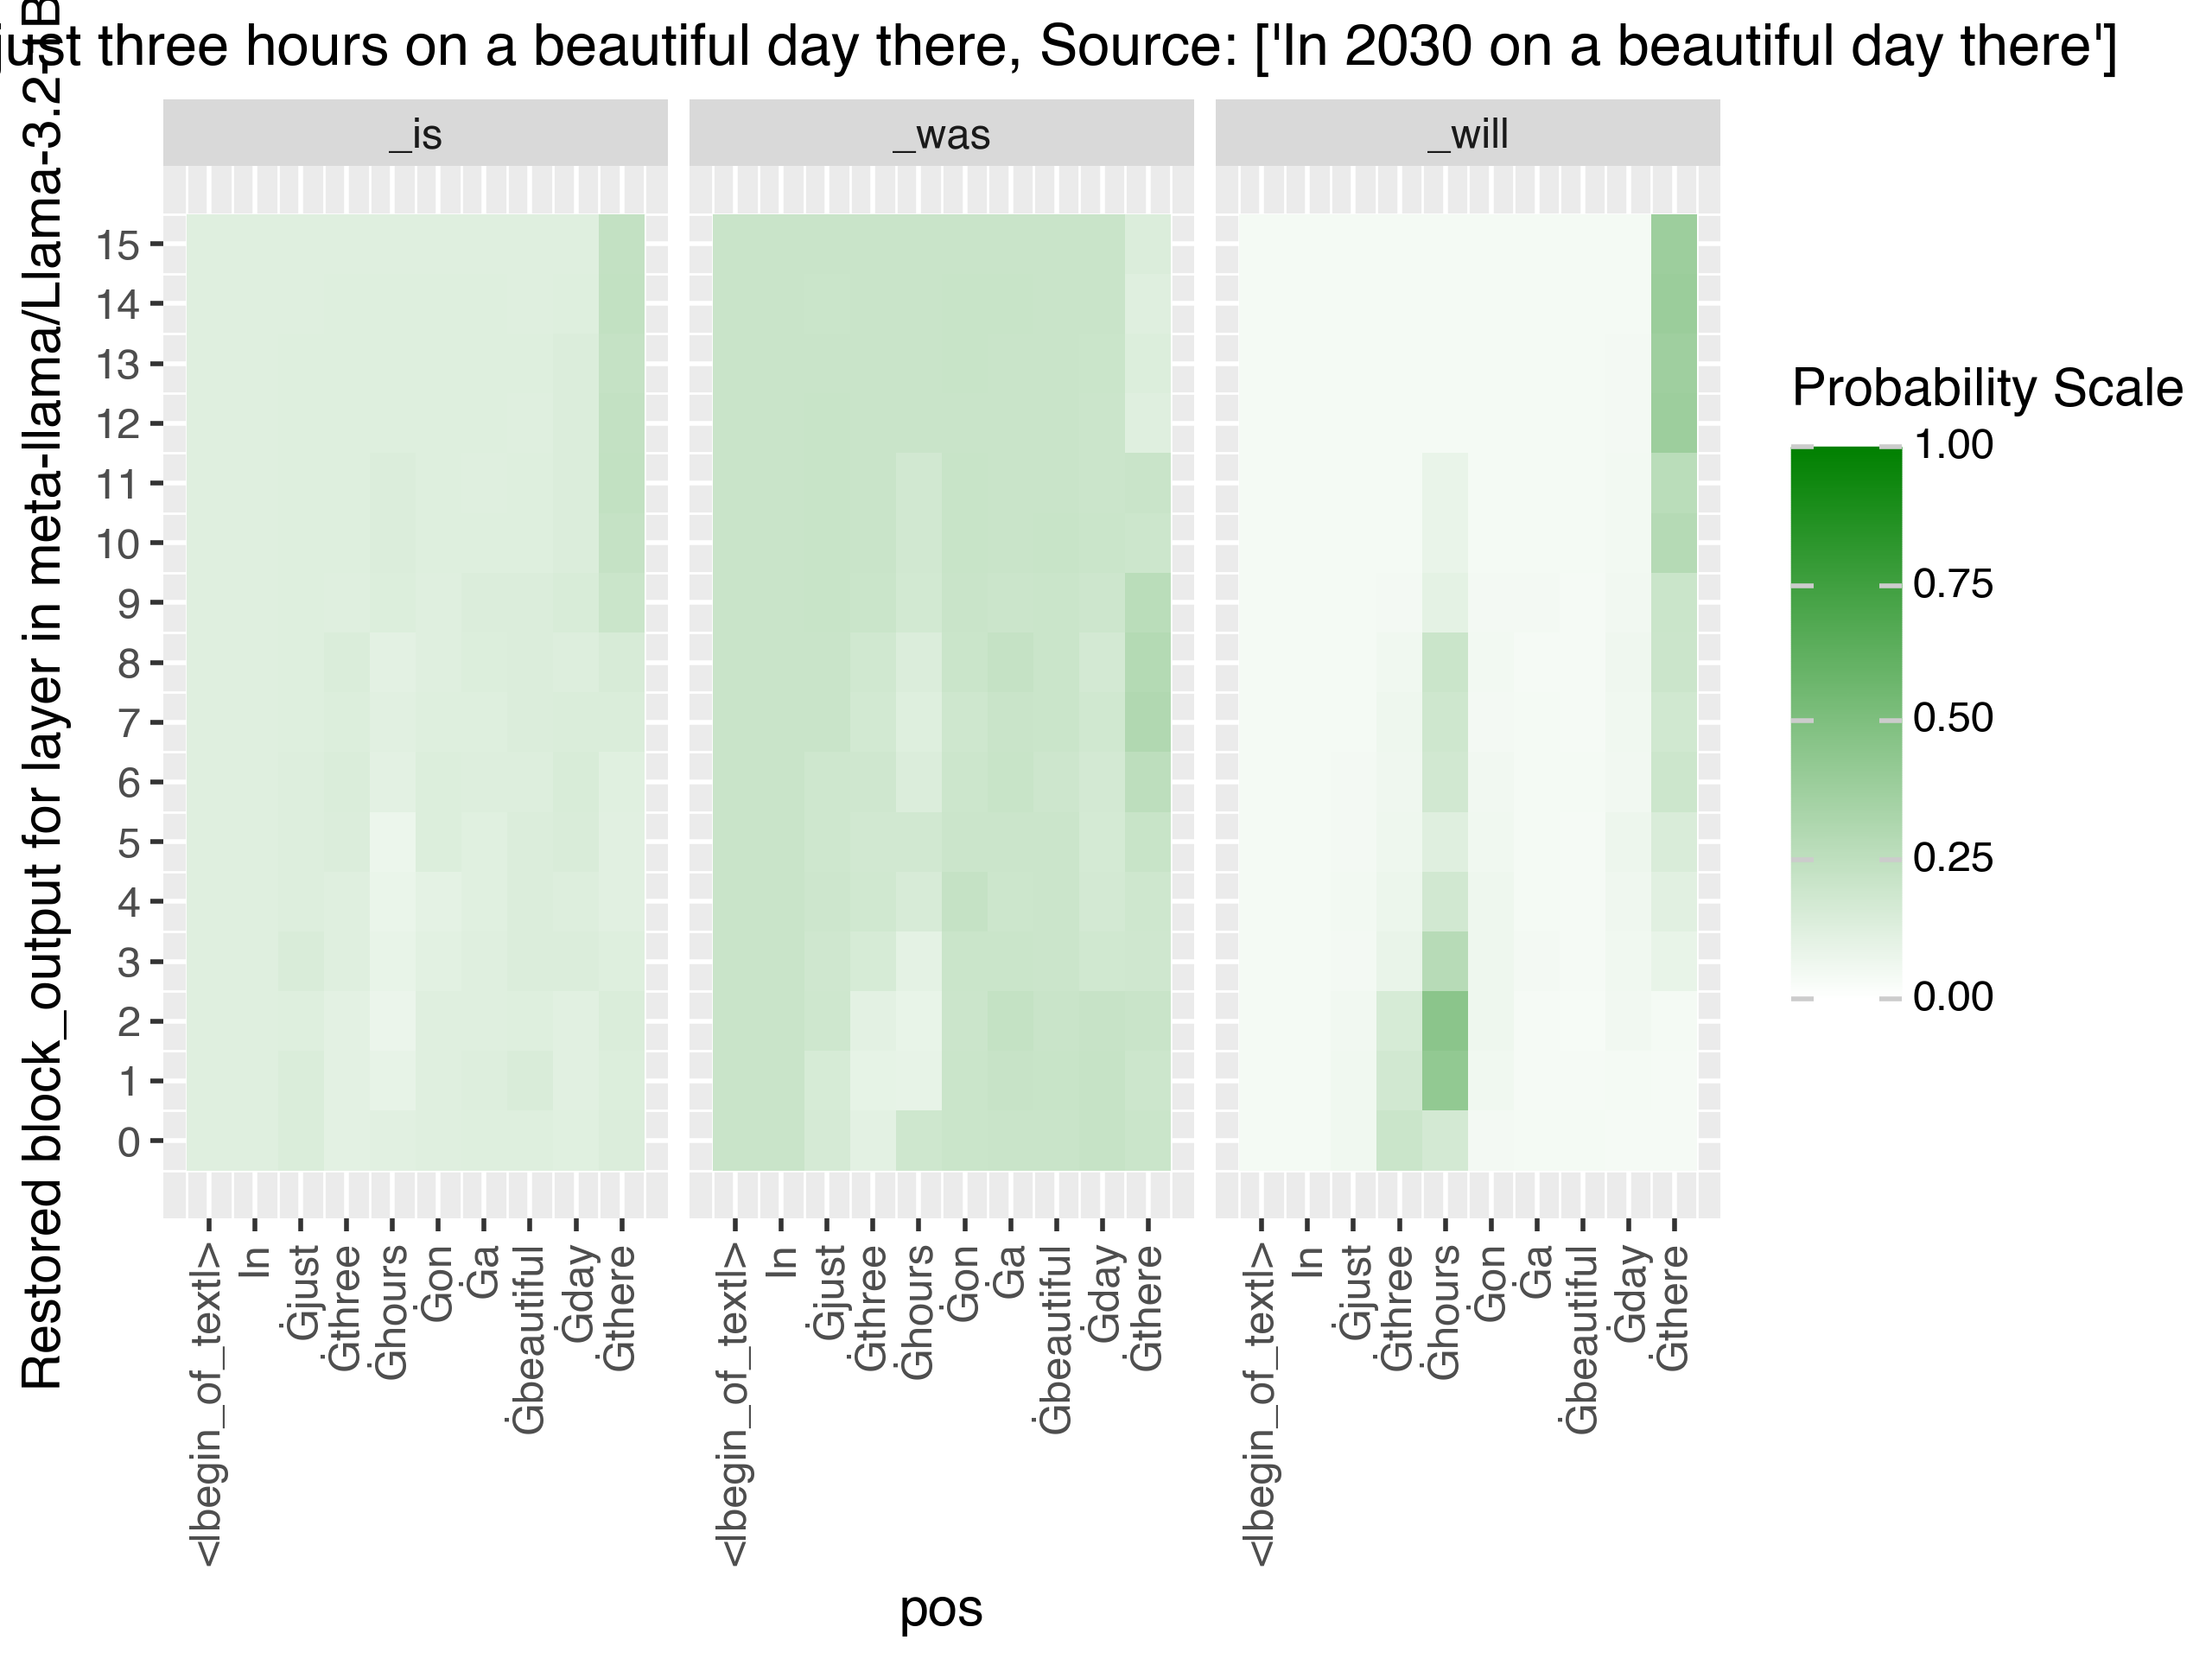 just three hours on a beautiful day there, Source: ['In 2030 on a beautiful day there']
Restored block_output for layer in meta-llama/Llama-3.2-1B
_is
_was
_will
15
14
13
12
11
10
9
8
7
6
5
4
3
2
1
0
<|begin_of_text|>
In
Ġjust
Ġthree
Ġhours
Ġon
Ġa
Ġbeautiful
Ġday
Ġthere
<|begin_of_text|>
In
Ġjust
Ġthree
Ġhours
Ġon
Ġa
Ġbeautiful
Ġday
Ġthere
<|begin_of_text|>
In
Ġjust
Ġthree
Ġhours
Ġon
Ġa
Ġbeautiful
Ġday
Ġthere
pos
Probability Scale
1.00
0.75
0.50
0.25
0.00